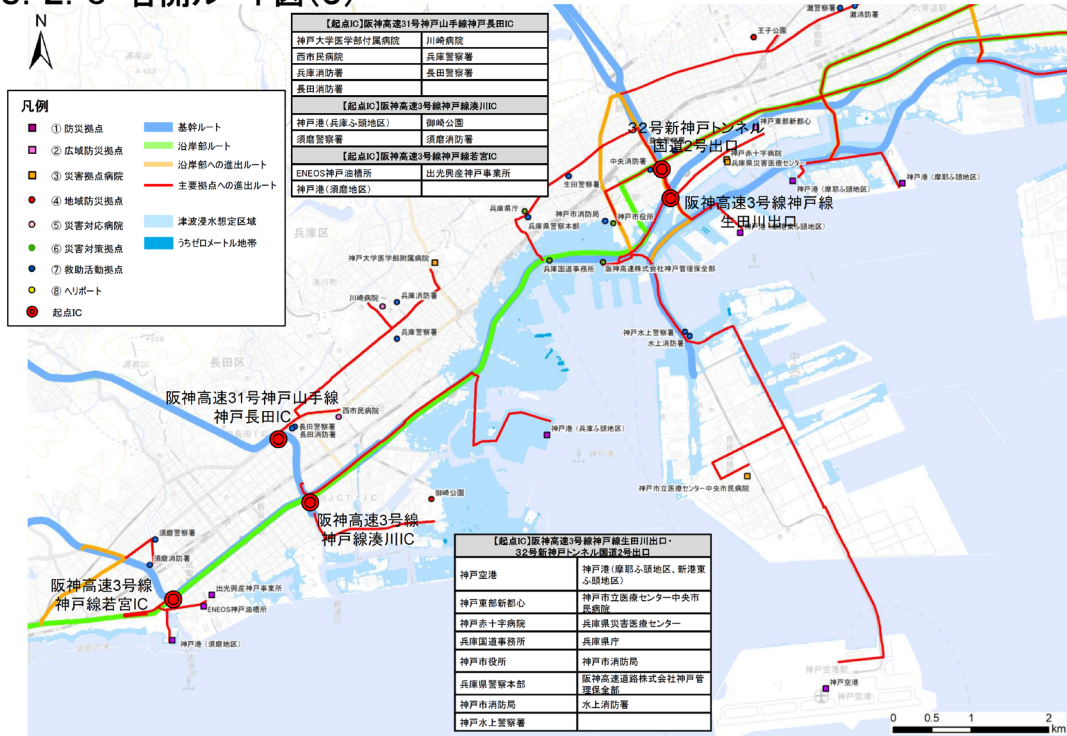 【起点IC】阪神高速31号神戸山手線神戸長田IC
神戸大学医学部付属病院 川崎病院
西市民病院 兵庫警察署
兵庫消防署 長田警察署
長田消防署
【起点IC】阪神高速3号線神戸線湊川IC
神戸港(兵庫ふ頭地区) 御崎公園
須磨警察署 須磨消防署
【起点IC】阪神高速3号線神戸線若宮IC
ENEOS神戸油槽所 出光興産神戸事業所
神戸港(須磨地区)
N
凡例
① 防災拠点
② 広域防災拠点
③ 災害拠点病院
④ 地域防災拠点
⑤ 災害対応病院
⑥ 災害対策拠点
⑦ 救助活動拠点
⑧ ヘリポート
起点IC
基幹ルート
沿岸部ルート
沿岸部への進出ルート
主要拠点への進出ルート
津波浸水想定区域
うちゼロメートル地帯
灘警察署
灘消防署
王子公園
32号新神戸トンネル
国道2号出口
神戸東部新都心
神戸赤十字病院
兵庫県災害医療センター
中央消防署
生田警察署
神戸港(摩耶ふ頭地区)
神戸港(摩耶ふ頭地区)
阪神高速3号線神戸線
生田川出口
兵庫県庁
神戸市消防局
神戸市役所
兵庫県警察本部
兵庫区
神戸大学医学部附属病院
兵庫国道事務所
阪神高速株式会社神戸管理保全部
川崎病院
兵庫消防署
兵庫警察署
神戸水上警察署
水上消防署
中央区
長田区
阪神高速31号神戸山手線
神戸長田IC
西市民病院
長田警察署
長田消防署
神戸港(兵庫ふ頭地区)
神戸港
神戸市立医療センター中央市民病院
御崎公園
阪神高速3号線
神戸線湊川IC
須磨警察署
須磨消防署
阪神高速3号線
神戸線若宮IC
出光興産神戸事業所
ENEOS神戸油槽所
神戸港(須磨地区)
【起点IC】阪神高速3号線神戸線生田川出口・
32号新神戸トンネル国道2号出口
神戸空港 神戸港(摩耶ふ頭地区、新港東
ふ頭地区)
神戸東部新都心 神戸市立医療センター中央市
民病院
神戸赤十字病院 兵庫県災害医療センター
兵庫国道事務所 兵庫県庁
神戸市役所 神戸市消防局
兵庫県警察本部 阪神高速道路株式会社神戸管
理保全部
神戸市消防局 水上消防署
神戸水上警察署
神戸空港駅
神戸空港
神戸空港
0 0.5 1 2
km